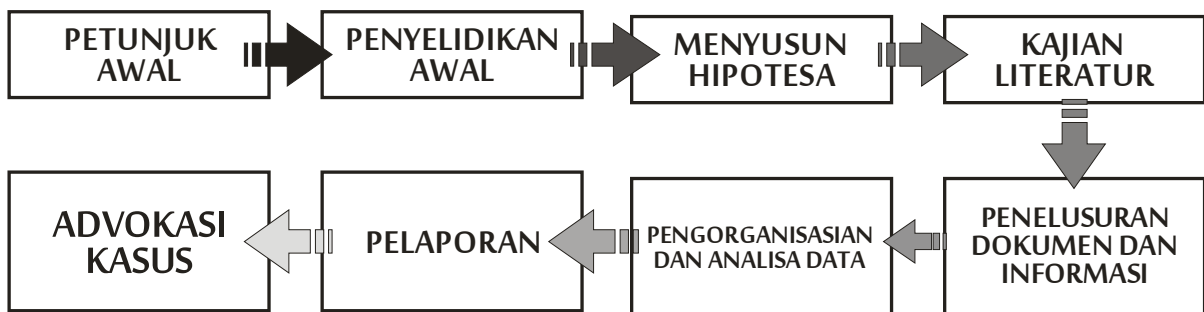 PETUNJUK
AWAL
PENYELIDIKAN
AWAL
MENYUSUN
HIPOTESA
KAJIAN
LITERATUR
PENELUSURAN
DOKUMEN DAN
INFORMASI
PENGORGANISASIAN
DAN ANALISA DATA
PELAPORAN
ADVOKASI
KASUS